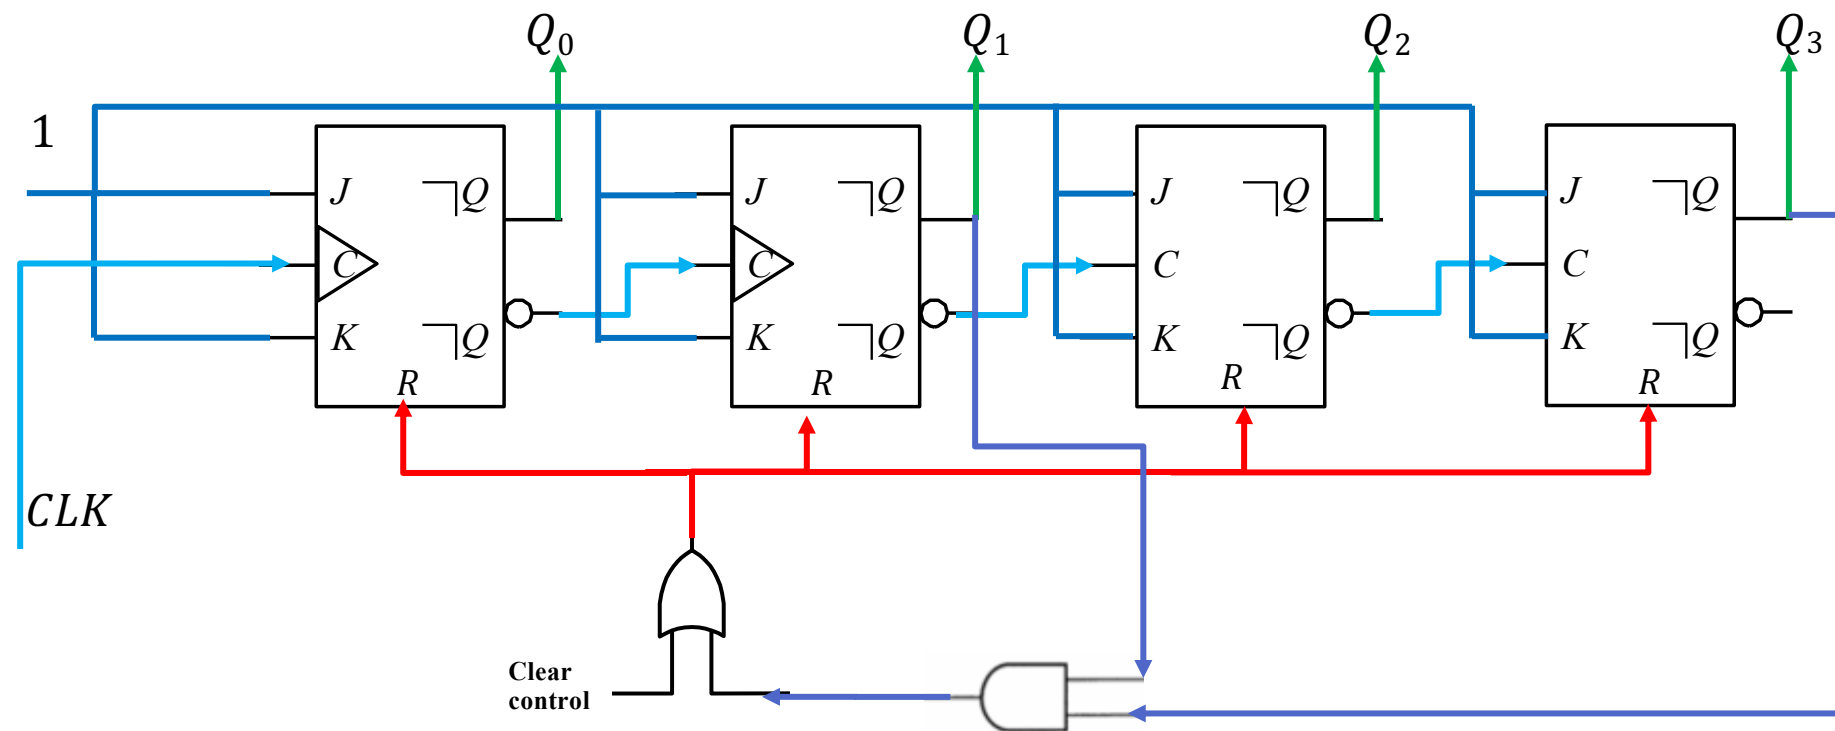 Q₀ Q₁ Q₂ Q₃
1
¬Q ¬Q ¬Q ¬Q
J J J J
C C C C
K K K K
¬Q ¬Q ¬Q ¬Q
R R R R
CLK
Clear
control